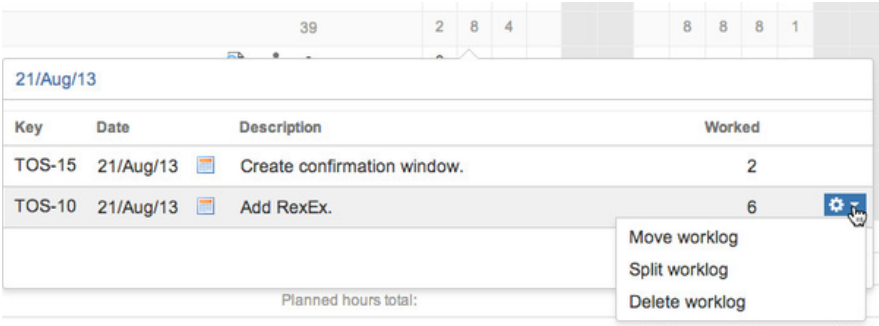 39 2 8 4 8 8 8 1
21/Aug/13
Key Date Description Worked
TOS-15 21/Aug/13 Create confirmation window. 2
TOS-10 21/Aug/13 Add RexEx. 6
Move worklog
Split worklog
Planned hours total:
Delete worklog